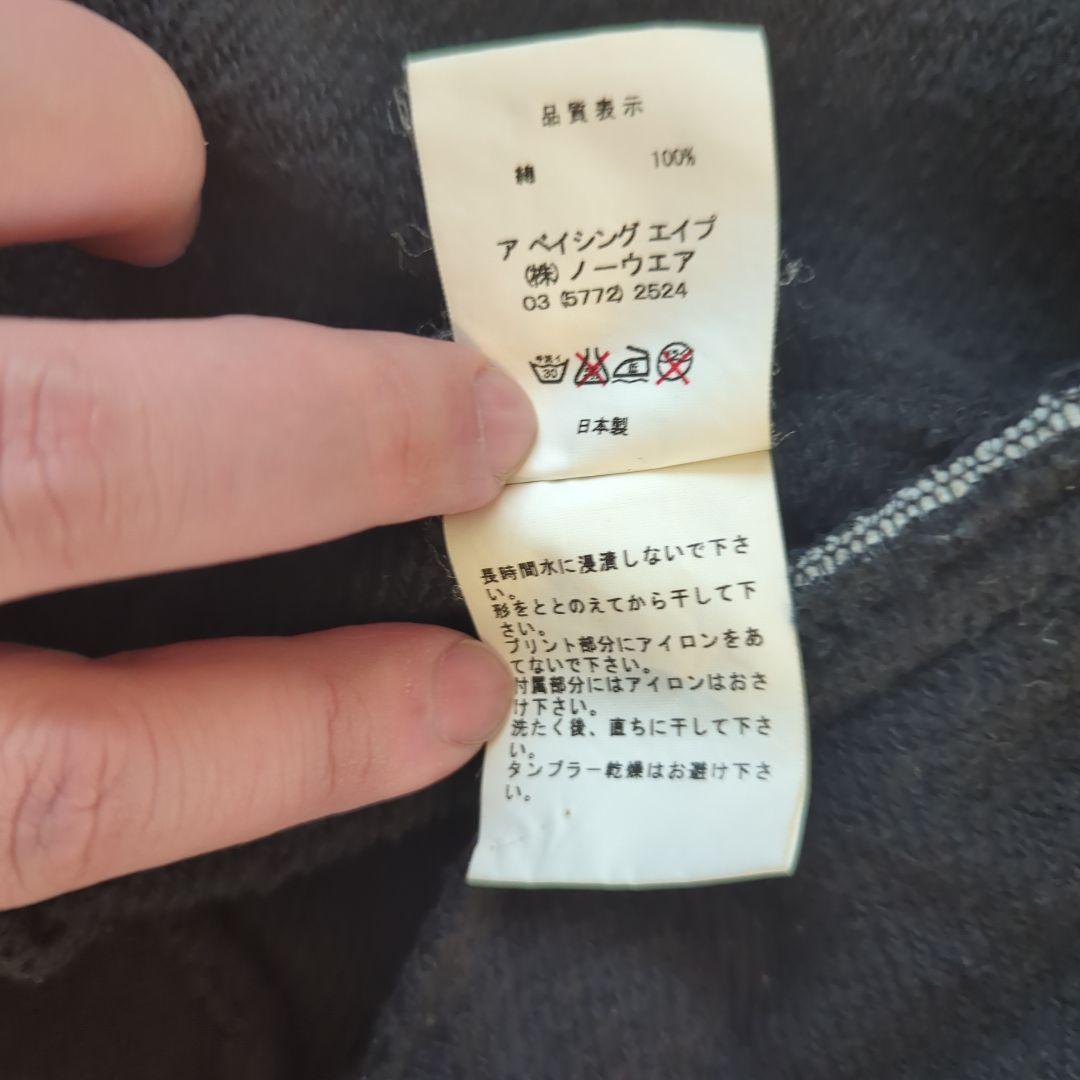 品質表示
綿 100%
ア ベイシング エイプ
㈱ ノーウエア
03 (5772) 2524
30
日本製
長時間水に浸漬しないで下さ
い。
形をととのえてから干して下
さい。
プリント部分にアイロンをあ
てないで下さい。
付属部分にはアイロンはおさ
け下さい。
洗たく後、直ちに干して下さ
い。
タンブラー乾燥はお避け下さ
い。